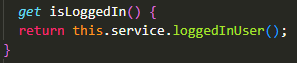 get isLoggedIn() {
return this.service.loggedInUser();
}